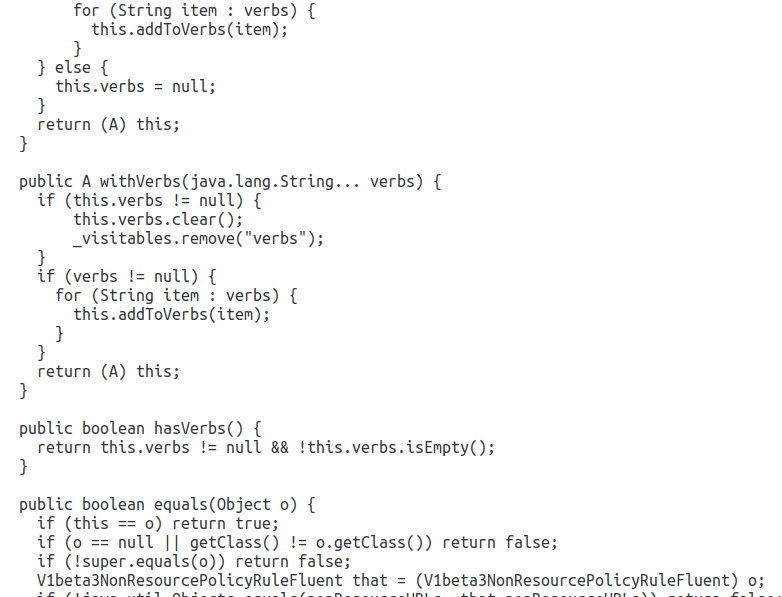 for (String item : verbs) {
this.addToVerbs(item);
}
} else {
this.verbs = null;
}
return (A) this;
}
public A withVerbs(java.lang.String... verbs) {
if (this.verbs != null) {
this.verbs.clear();
_visitables.remove("verbs");
}
if (verbs != null) {
for (String item : verbs) {
this.addToVerbs(item);
}
}
return (A) this;
}
public boolean hasVerbs() {
return this.verbs != null && !this.verbs.isEmpty();
}
public boolean equals(Object o) {
if (this == o) return true;
if (o == null || getClass() != o.getClass()) return false;
if (!super.equals(o)) return false;
V1beta3NonResourcePolicyRuleFluent that = (V1beta3NonResourcePolicyRuleFluent) o;